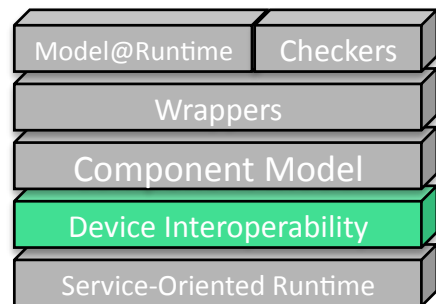 Model@Runtime Checkers
Wrappers
Component Model
Device Interoperability
Service-Oriented Runtime